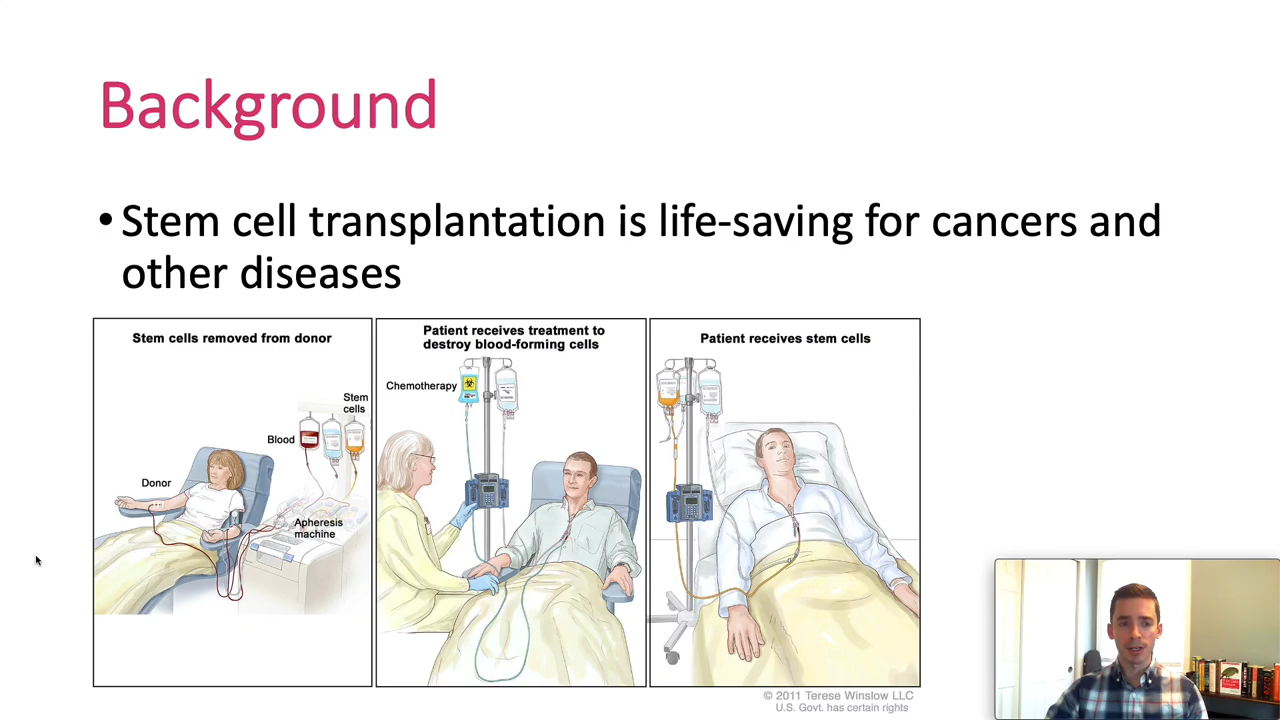 Background
• Stem cell transplantation is life-saving for cancers and
other diseases
Stem cells removed from donor
Stem
cells
Blood
Donor
Apheresis
machine
Patient receives treatment to
destroy blood-forming cells
Chemotherapy
Patient receives stem cells
© 2011 Terese Winslow LLC
U.S. Govt. has certain rights